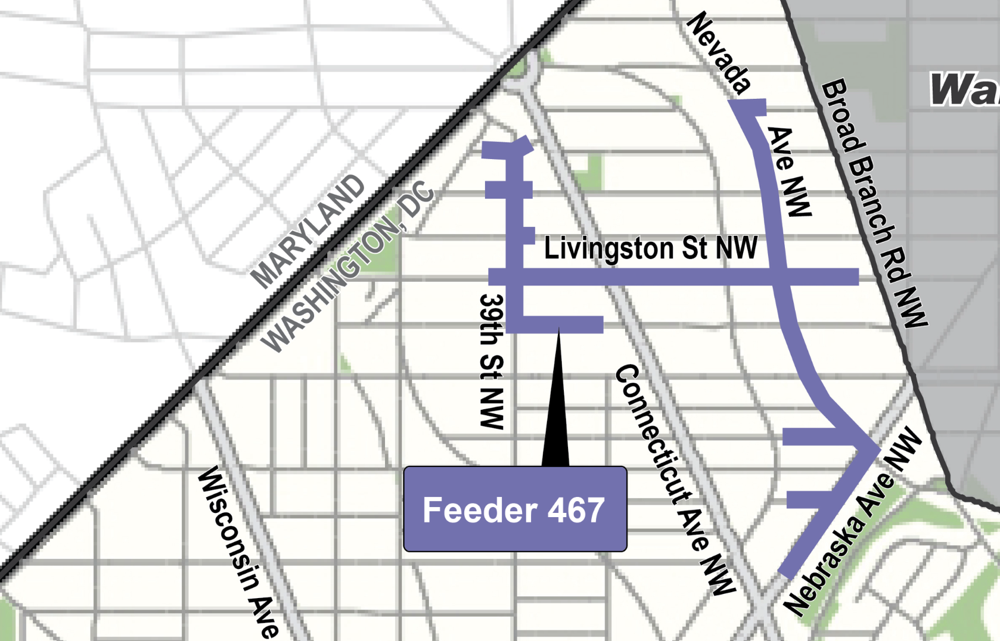 Nevada
Ave NW
Broad Branch Rd NW
Wa
MARYLAND
WASHINGTON, DC
Livingston St NW
39th St NW
Connecticut Ave NW
Feeder 467
Wisconsin Ave
Nebraska Ave NW